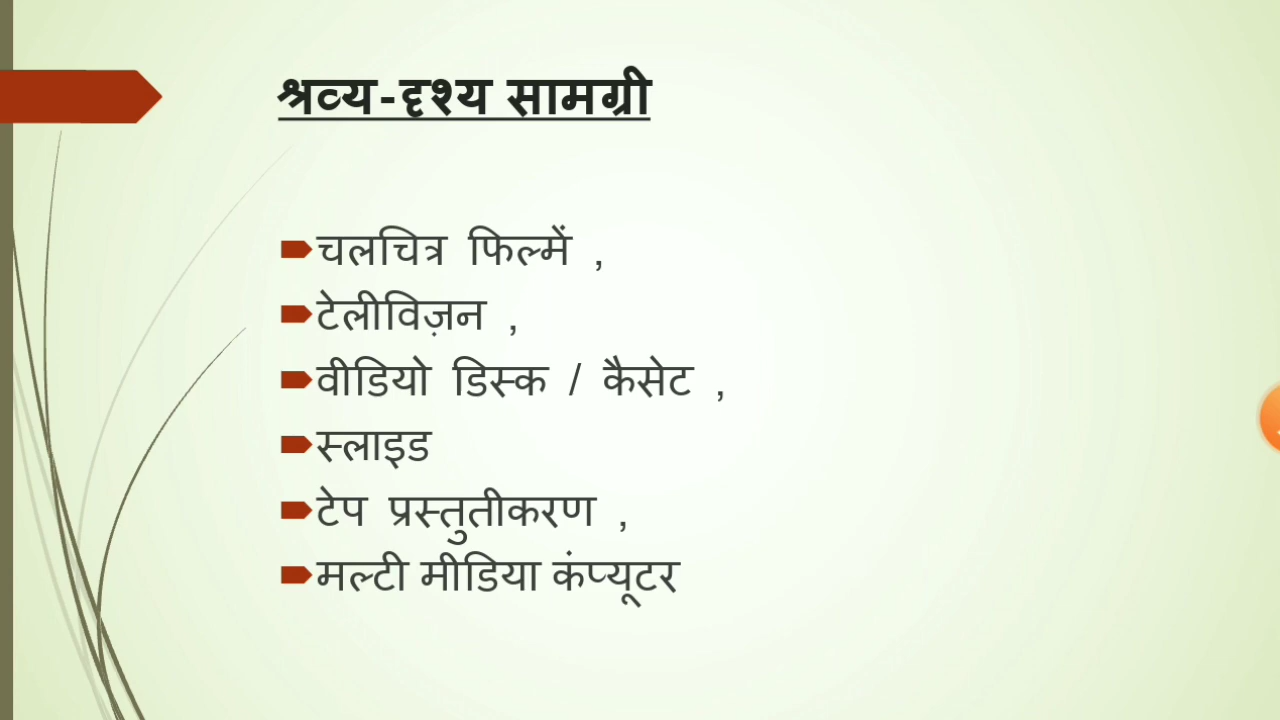 श्रव्य-दृश्य सामग्री
चलचित्र फिल्में ,
टेलीविज़न ,
वीडियो डिस्क / कैसेट ,
स्लाइड
टेप प्रस्तुतीकरण ,
मल्टी मीडिया कंप्यूटर